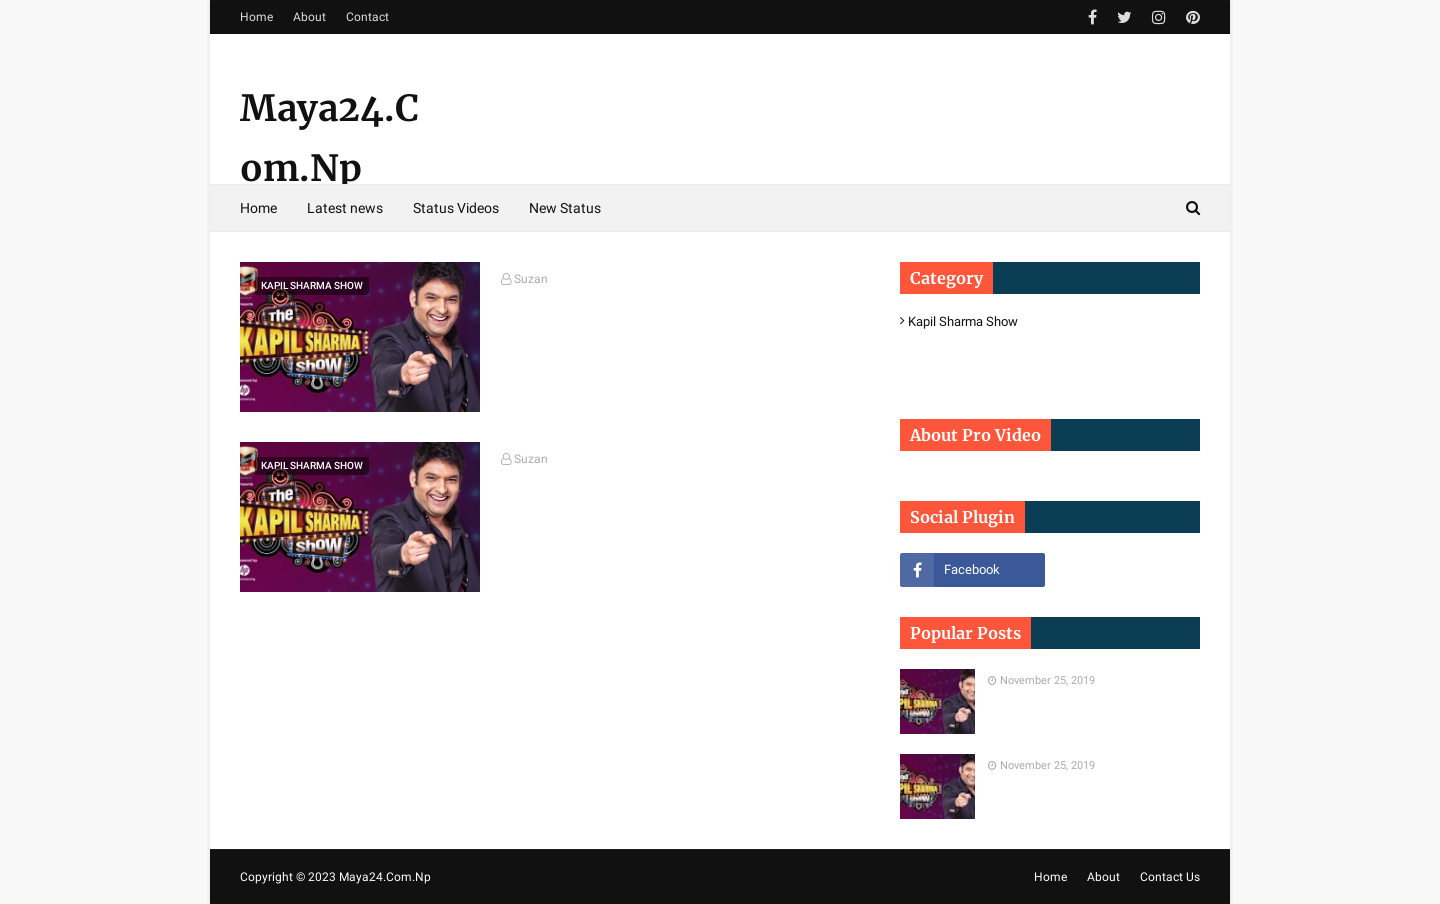 Home About Contact
Maya24.C
om.Np
Home Latest news Status Videos New Status
KAPIL SHARMA SHOW
The
KAPIL SHARMA
SHOW
Suzan
KAPIL SHARMA SHOW
The
KAPIL SHARMA
SHOW
Suzan
Category
Kapil Sharma Show
About Pro Video
Social Plugin
Facebook
Popular Posts
November 25, 2019
November 25, 2019
Copyright © 2023 Maya24.Com.Np
Home About Contact Us